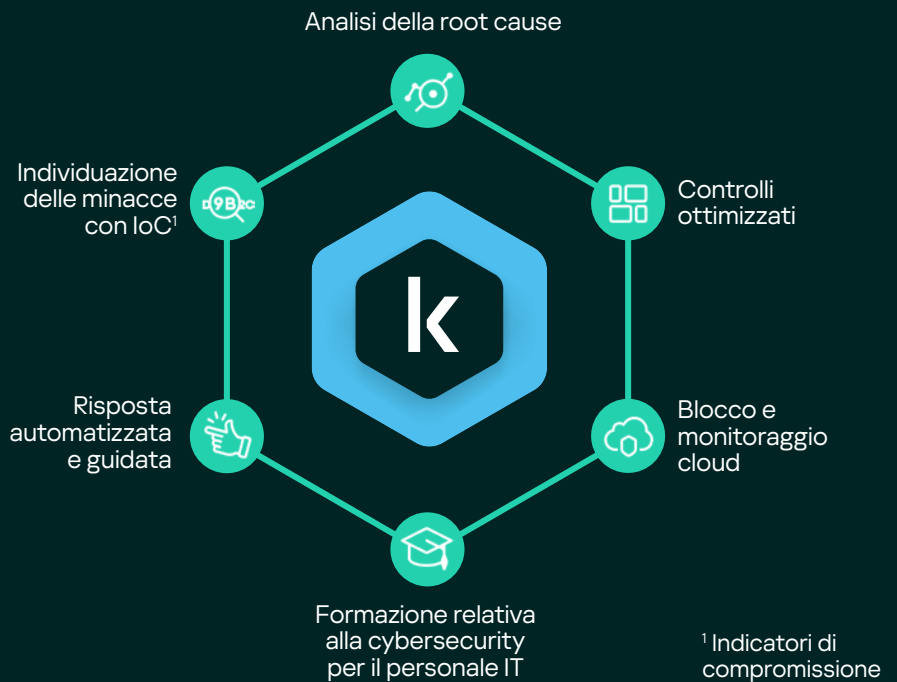 Analisi della root cause
Individuazione
delle minacce
con IoC¹
D9B2C
Controlli
ottimizzati
k
Risposta
automatizzata
e guidata
Blocco e
monitoraggio
cloud
Formazione relativa
alla cybersecurity
per il personale IT
¹ Indicatori di
compromissione